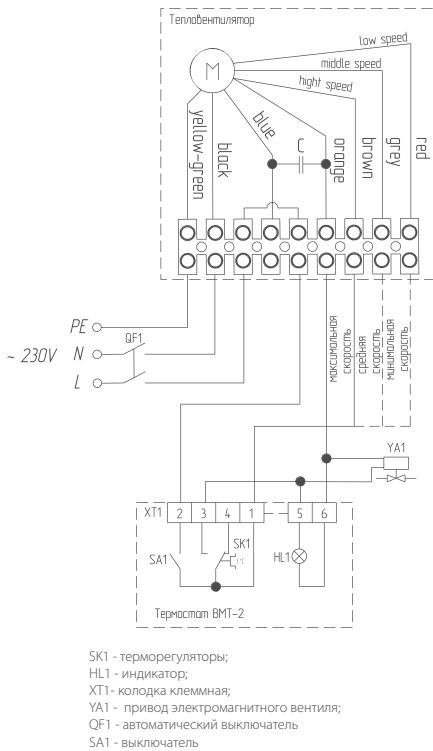 Тепловентилятор
low speed
middle speed
hight speed
M
yellow-green
black
blue
C
orange
brown
grey
red
PE
QF1
~ 230V
N
L
максимальная
скорость
средняя
скорость
минимальная
скорость
YA1
XT1
2
3
4
1
5
6
SA1
SK1
t°C
HL1
Термостат ВМТ-2
SK1 - терморегуляторы;
HL1 - индикатор;
XT1- колодка клеммная;
YA1 - привод электромагнитного вентиля;
QF1 - автоматический выключатель
SA1 - выключатель